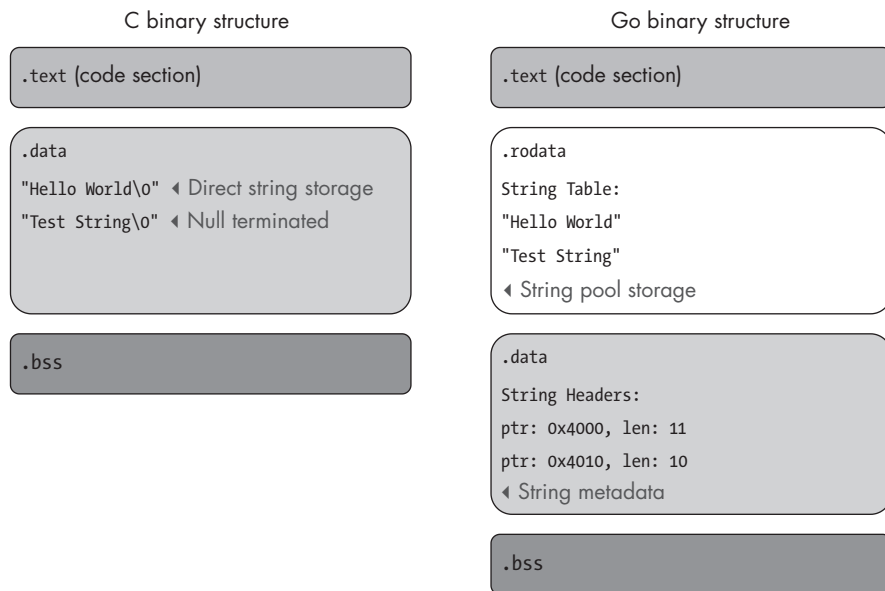 C binary structure
.text (code section)
.data
"Hello World\0" ◂ Direct string storage
"Test String\0" ◂ Null terminated
.bss
Go binary structure
.text (code section)
.rodata
String Table:
"Hello World"
"Test String"
◂ String pool storage
.data
String Headers:
ptr: 0x4000, len: 11
ptr: 0x4010, len: 10
◂ String metadata
.bss